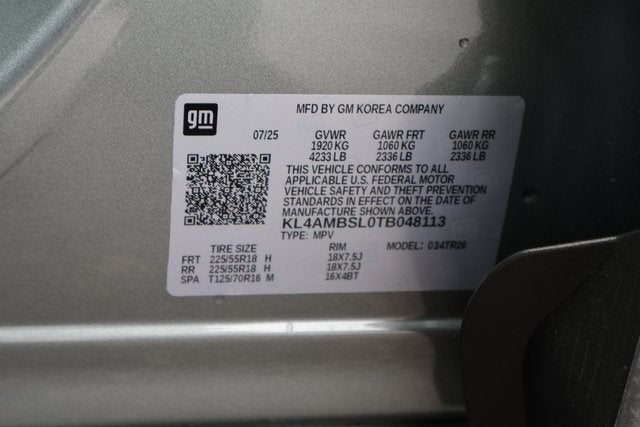 gm
MFD BY GM KOREA COMPANY
07/25 GVWR GAWR FRT GAWR RR
1920 KG 1060 KG 1060 KG
4233 LB 2336 LB 2336 LB
THIS VEHICLE CONFORMS TO ALL
APPLICABLE U.S. FEDERAL MOTOR
VEHICLE SAFETY AND THEFT PREVENTION
STANDARDS IN EFFECT ON THE DATE OF
MANUFACTURE SHOWN ABOVE.
KL4AMBSL0TB048113
TYPE: MPV
TIRE SIZE RIM MODEL: 034TR26
FRT 225/55R18 H 18X7.5J
RR 225/55R18 H 18X7.5J
SPA T125/70R16 M 16X4BT